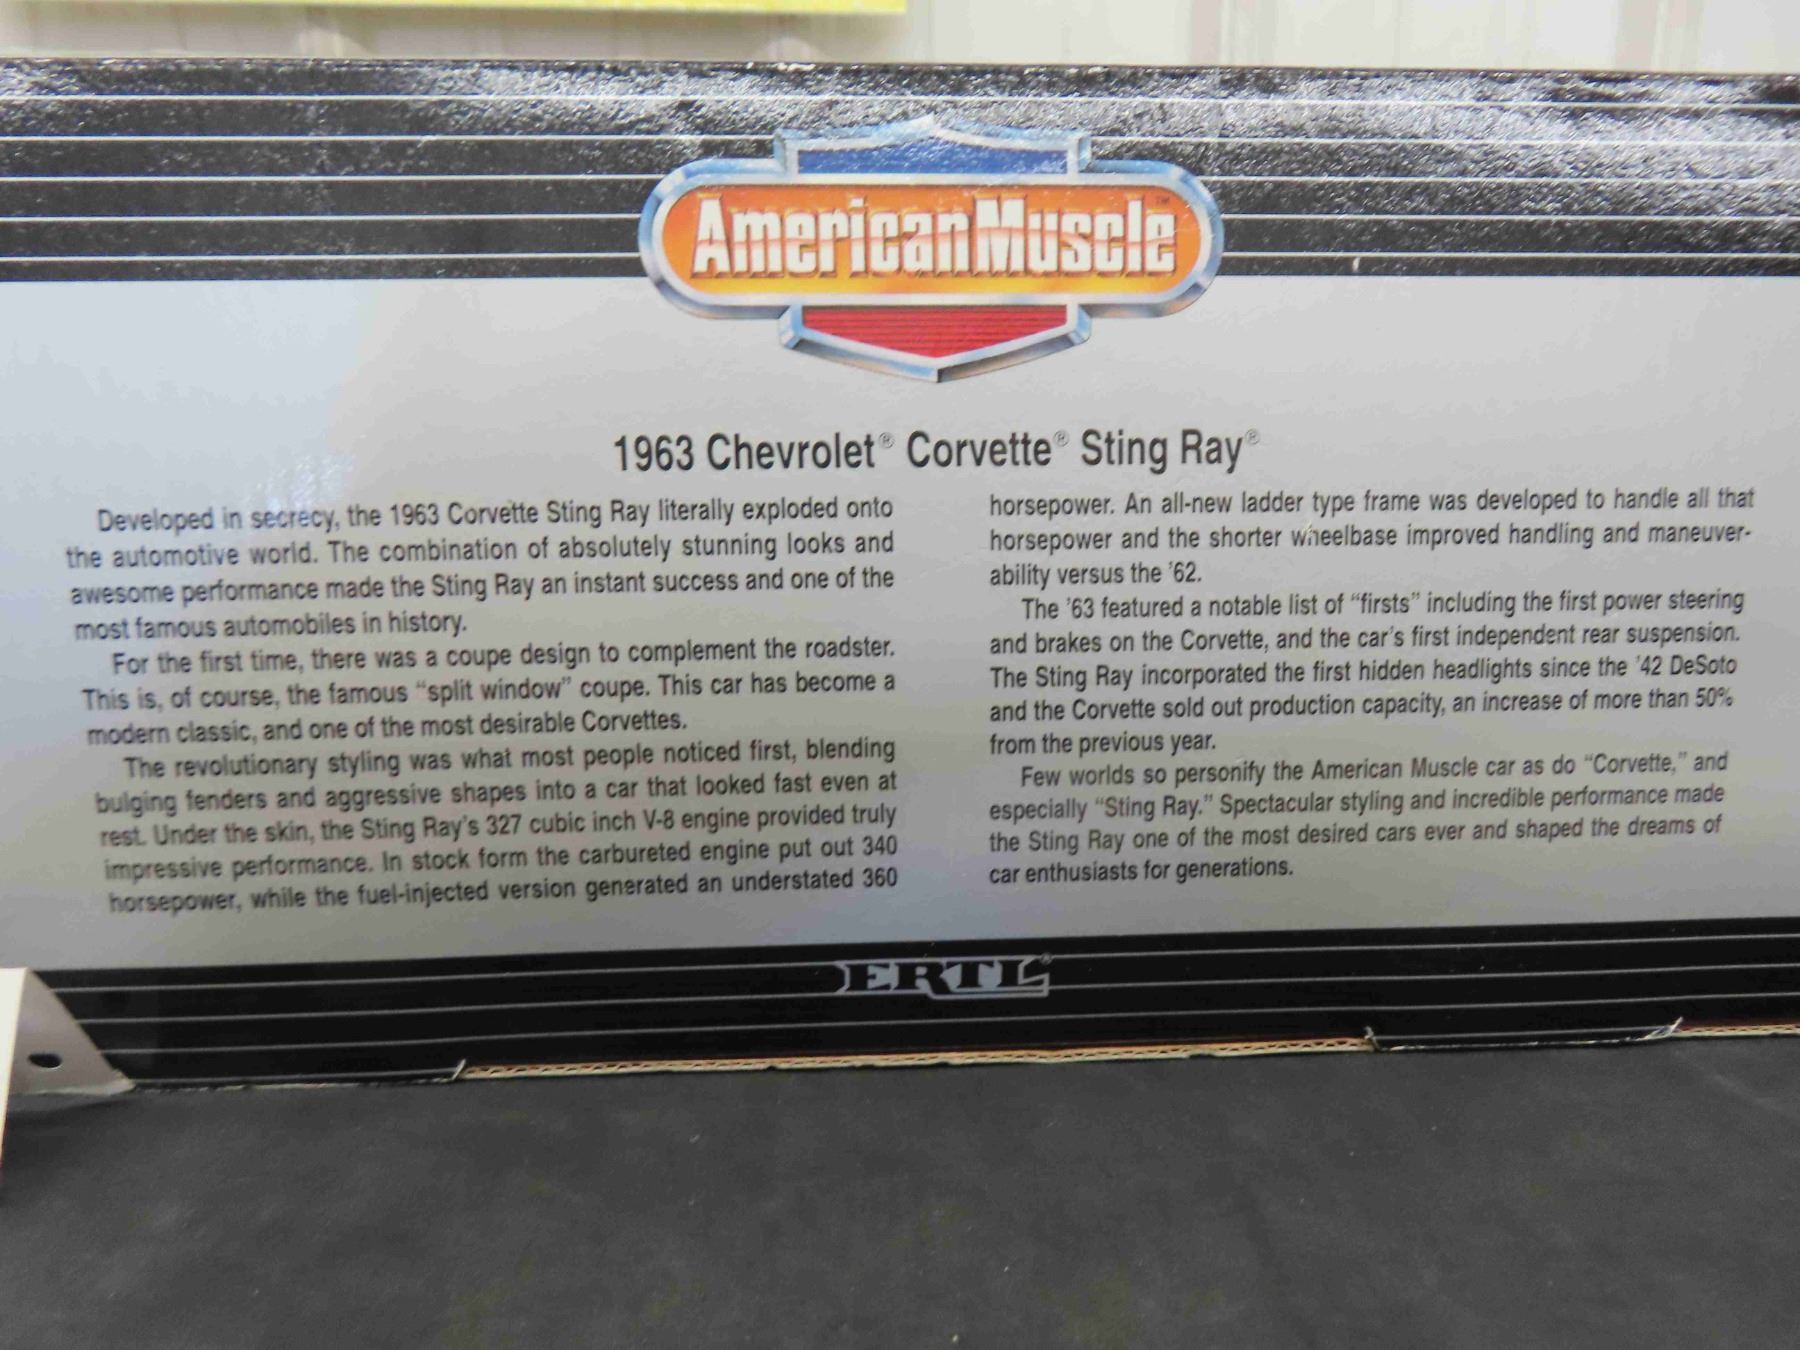 AmericanMuscle™
1963 Chevrolet® Corvette® Sting Ray®
Developed in secrecy, the 1963 Corvette Sting Ray literally exploded onto
the automotive world. The combination of absolutely stunning looks and
awesome performance made the Sting Ray an instant success and one of the
most famous automobiles in history.
For the first time, there was a coupe design to complement the roadster.
This is, of course, the famous “split window” coupe. This car has become a
modern classic, and one of the most desirable Corvettes.
The revolutionary styling was what most people noticed first, blending
bulging fenders and aggressive shapes into a car that looked fast even at
rest. Under the skin, the Sting Ray's 327 cubic inch V-8 engine provided truly
impressive performance. In stock form the carbureted engine put out 340
horsepower, while the fuel-injected version generated an understated 360
horsepower. An all-new ladder type frame was developed to handle all that
horsepower and the shorter wheelbase improved handling and maneuver-
ability versus the '62.
The '63 featured a notable list of “firsts” including the first power steering
and brakes on the Corvette, and the car's first independent rear suspension.
The Sting Ray incorporated the first hidden headlights since the '42 DeSoto
and the Corvette sold out production capacity, an increase of more than 50%
from the previous year.
Few worlds so personify the American Muscle car as do “Corvette,” and
especially “Sting Ray.” Spectacular styling and incredible performance made
the Sting Ray one of the most desired cars ever and shaped the dreams of
car enthusiasts for generations.
ERTL®